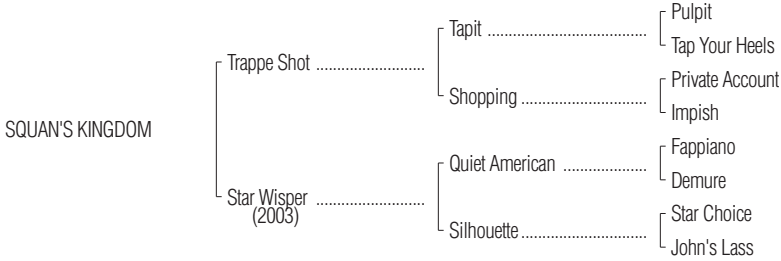 Pulpit
Tapit
Tap Your Heels
Trappe Shot
Private Account
Shopping
Impish
SQUAN'S KINGDOM
Fappiano
Quiet American
Demure
Star Wisper
(2003)
Star Choice
Silhouette
John's Lass